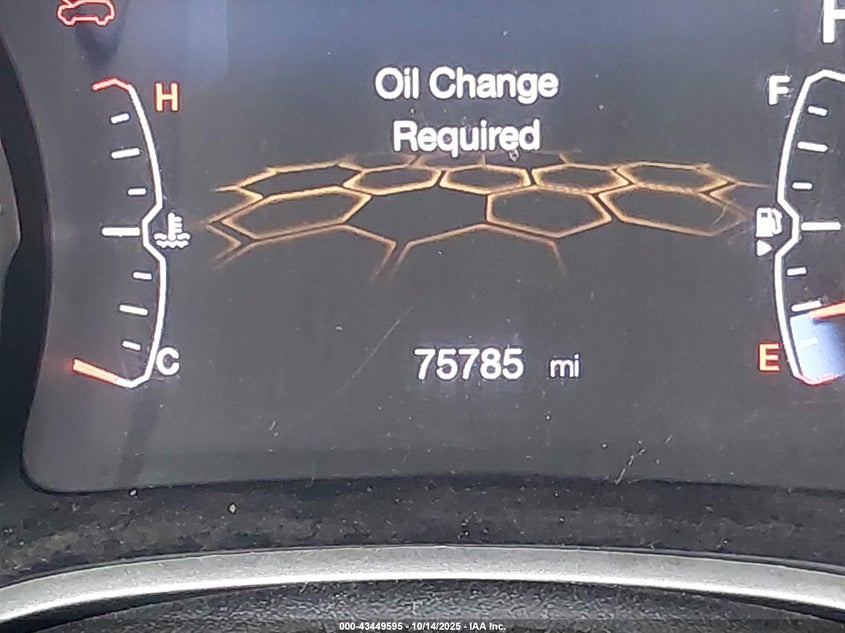 Oil Change
Required
H
F
C
75785 mi
E
000-43449595 - 10/14/2025 - IAA Inc.